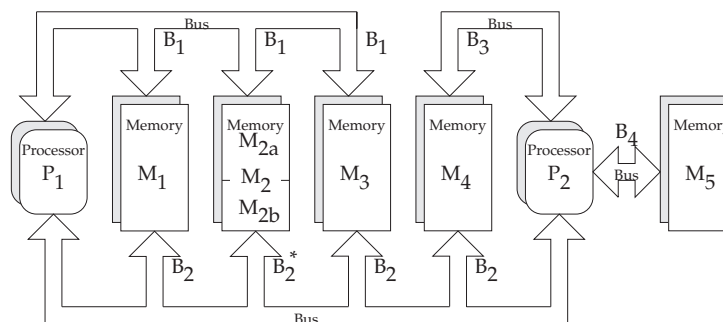 Bus
B1 B1 B1 B3
Memory Memory Memory Memory Memory
M2a
Processor Processor B4
P1 M1 M2 M3 M4 P2 Bus M5
M2b
B2 B2* B2 B2
Bus
Bus